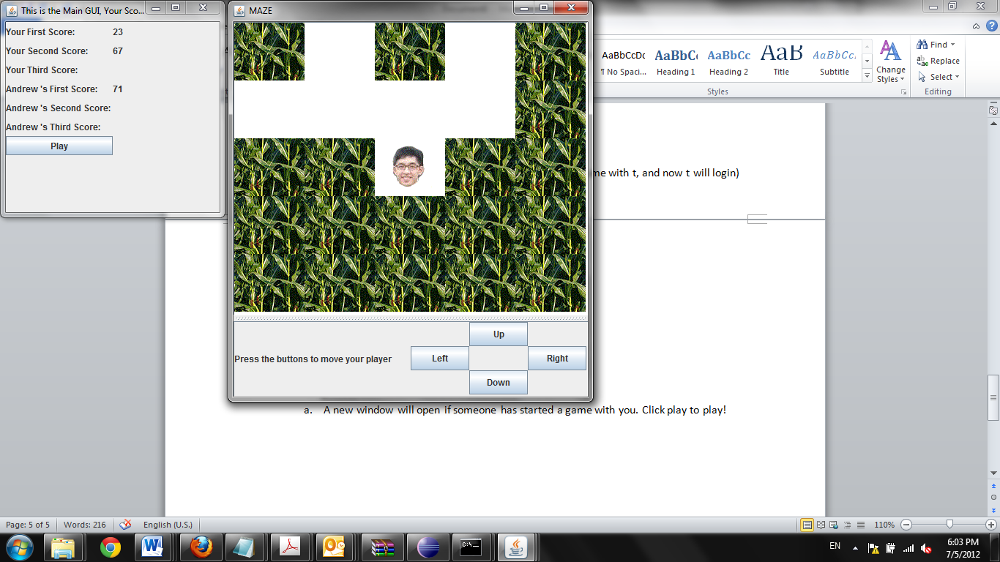 This is the Main GUI, Your Sco...
Your First Score: 23
Your Second Score: 67
Your Third Score:
Andrew 's First Score: 71
Andrew 's Second Score:
Andrew 's Third Score:
Play
MAZE
Press the buttons to move your player
Up
Left
Right
Down
AaBbCcDc
AaBbC
AaBbCc
AaB
AaBbCc.
¶ No Spaci...
Heading 1
Heading 2
Title
Subtitle
Change
Styles
Styles
Find
Replace
Select
Editing
me with t, and now t will login)
a. A new window will open if someone has started a game with you. Click play to play!
Page: 5 of 5
Words: 216
English (U.S.)
110%
EN
6:03 PM
7/5/2012